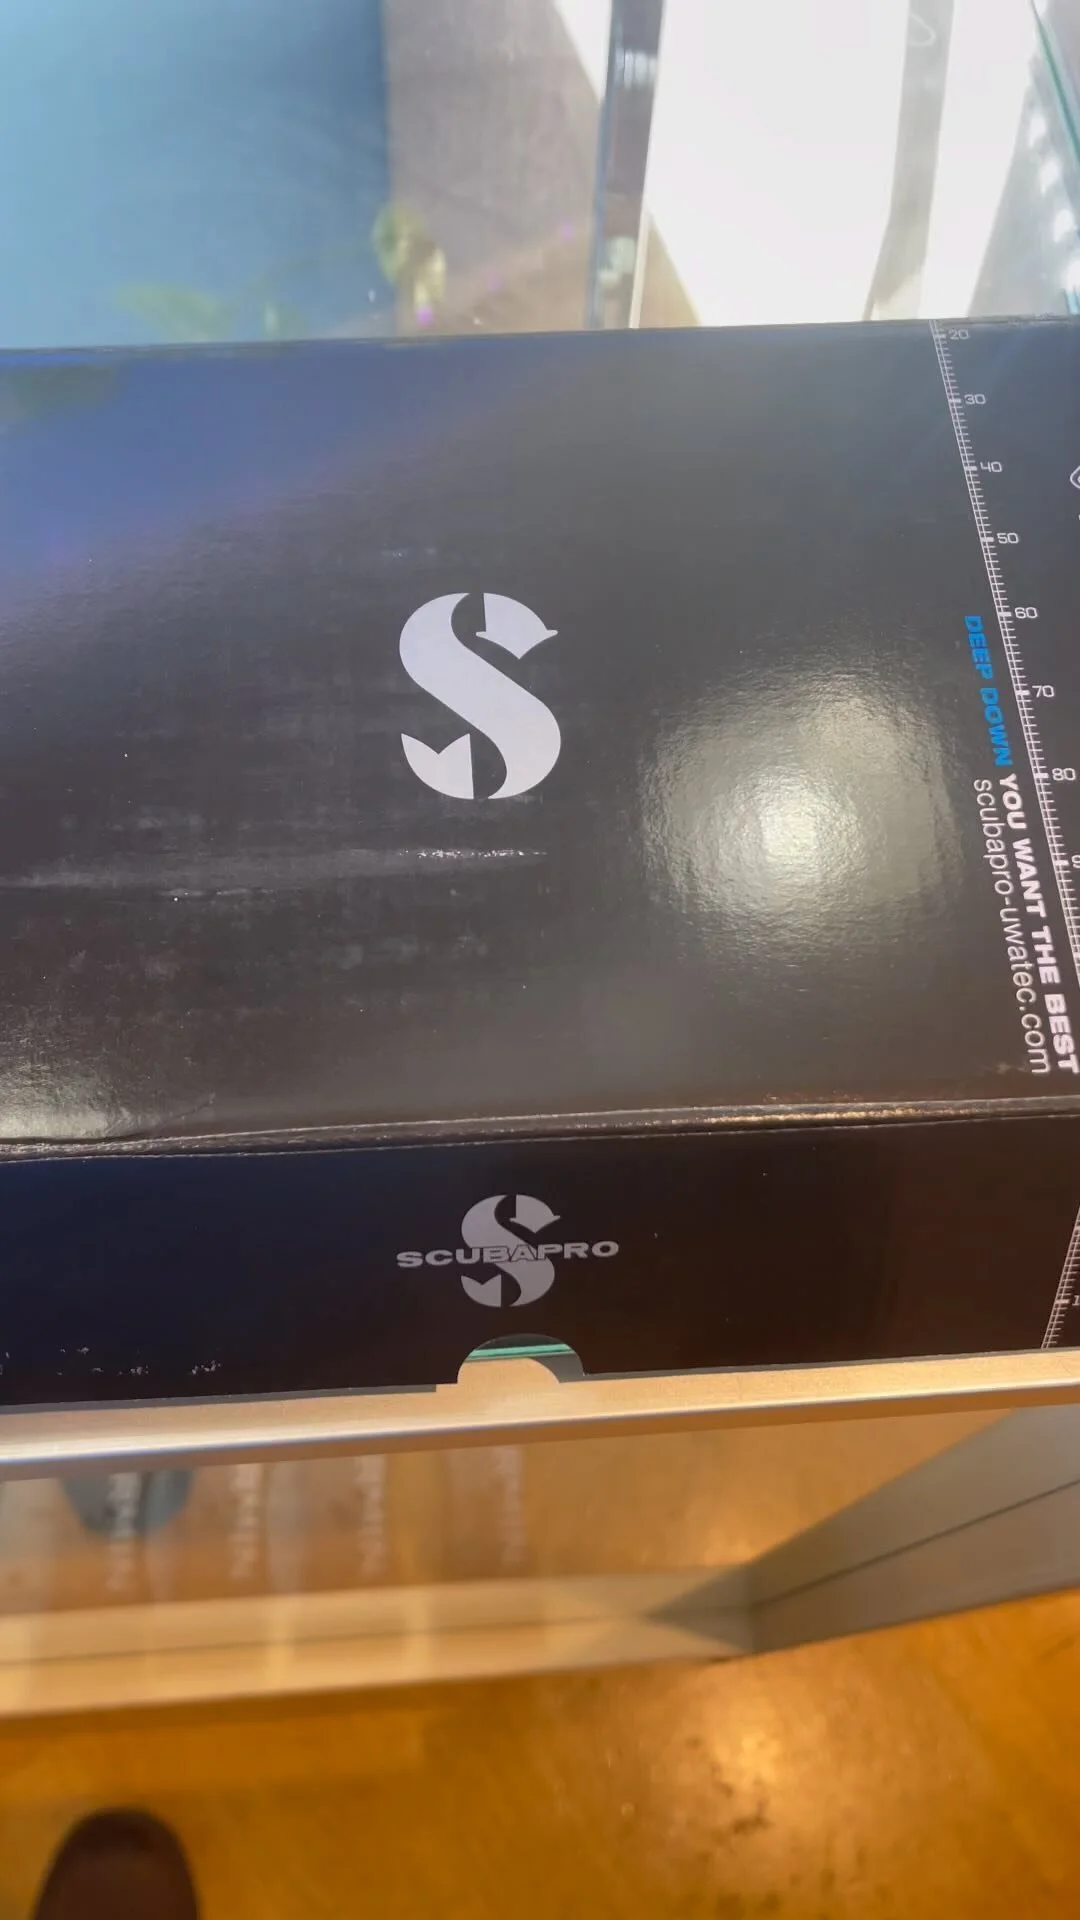 20
30
40
50
60
70
80
DEEP DOWN YOU WANT THE BEST
scubapro-uwatec.com
S
SCUBAPRO